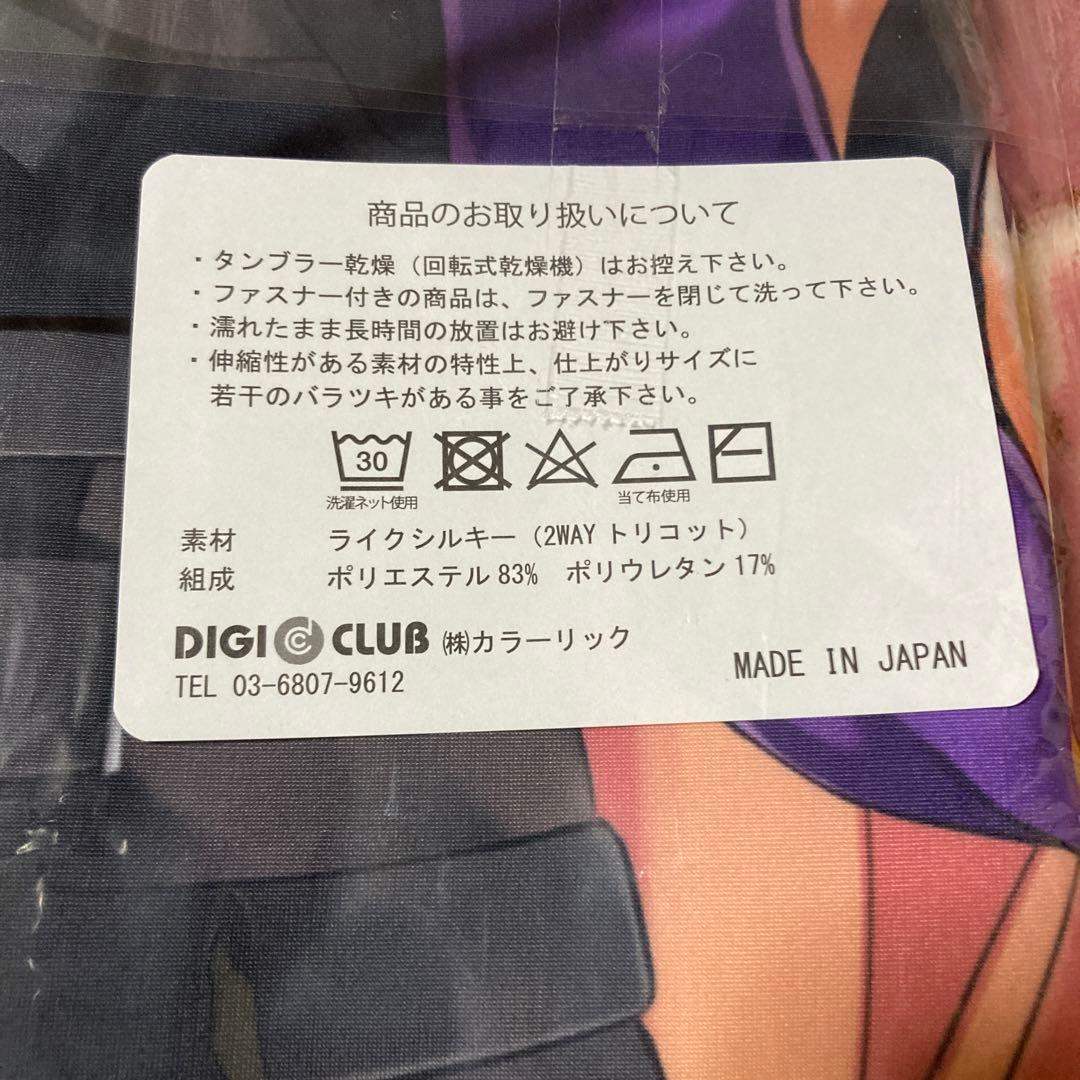 商品のお取り扱いについて
・タンブラー乾燥（回転式乾燥機）はお控え下さい。
・ファスナー付きの商品は、ファスナーを閉じて洗って下さい。
・濡れたまま長時間の放置はお避け下さい。
・伸縮性がある素材の特性上、仕上がりサイズに
若干のバラツキがある事をご了承下さい。
30
洗濯ネット使用 当て布使用
素材 ライクシルキー（2WAY トリコット）
組成 ポリエステル 83% ポリウレタン 17%
DIGI CLUB ㈱カラーリック
TEL 03-6807-9612
MADE IN JAPAN